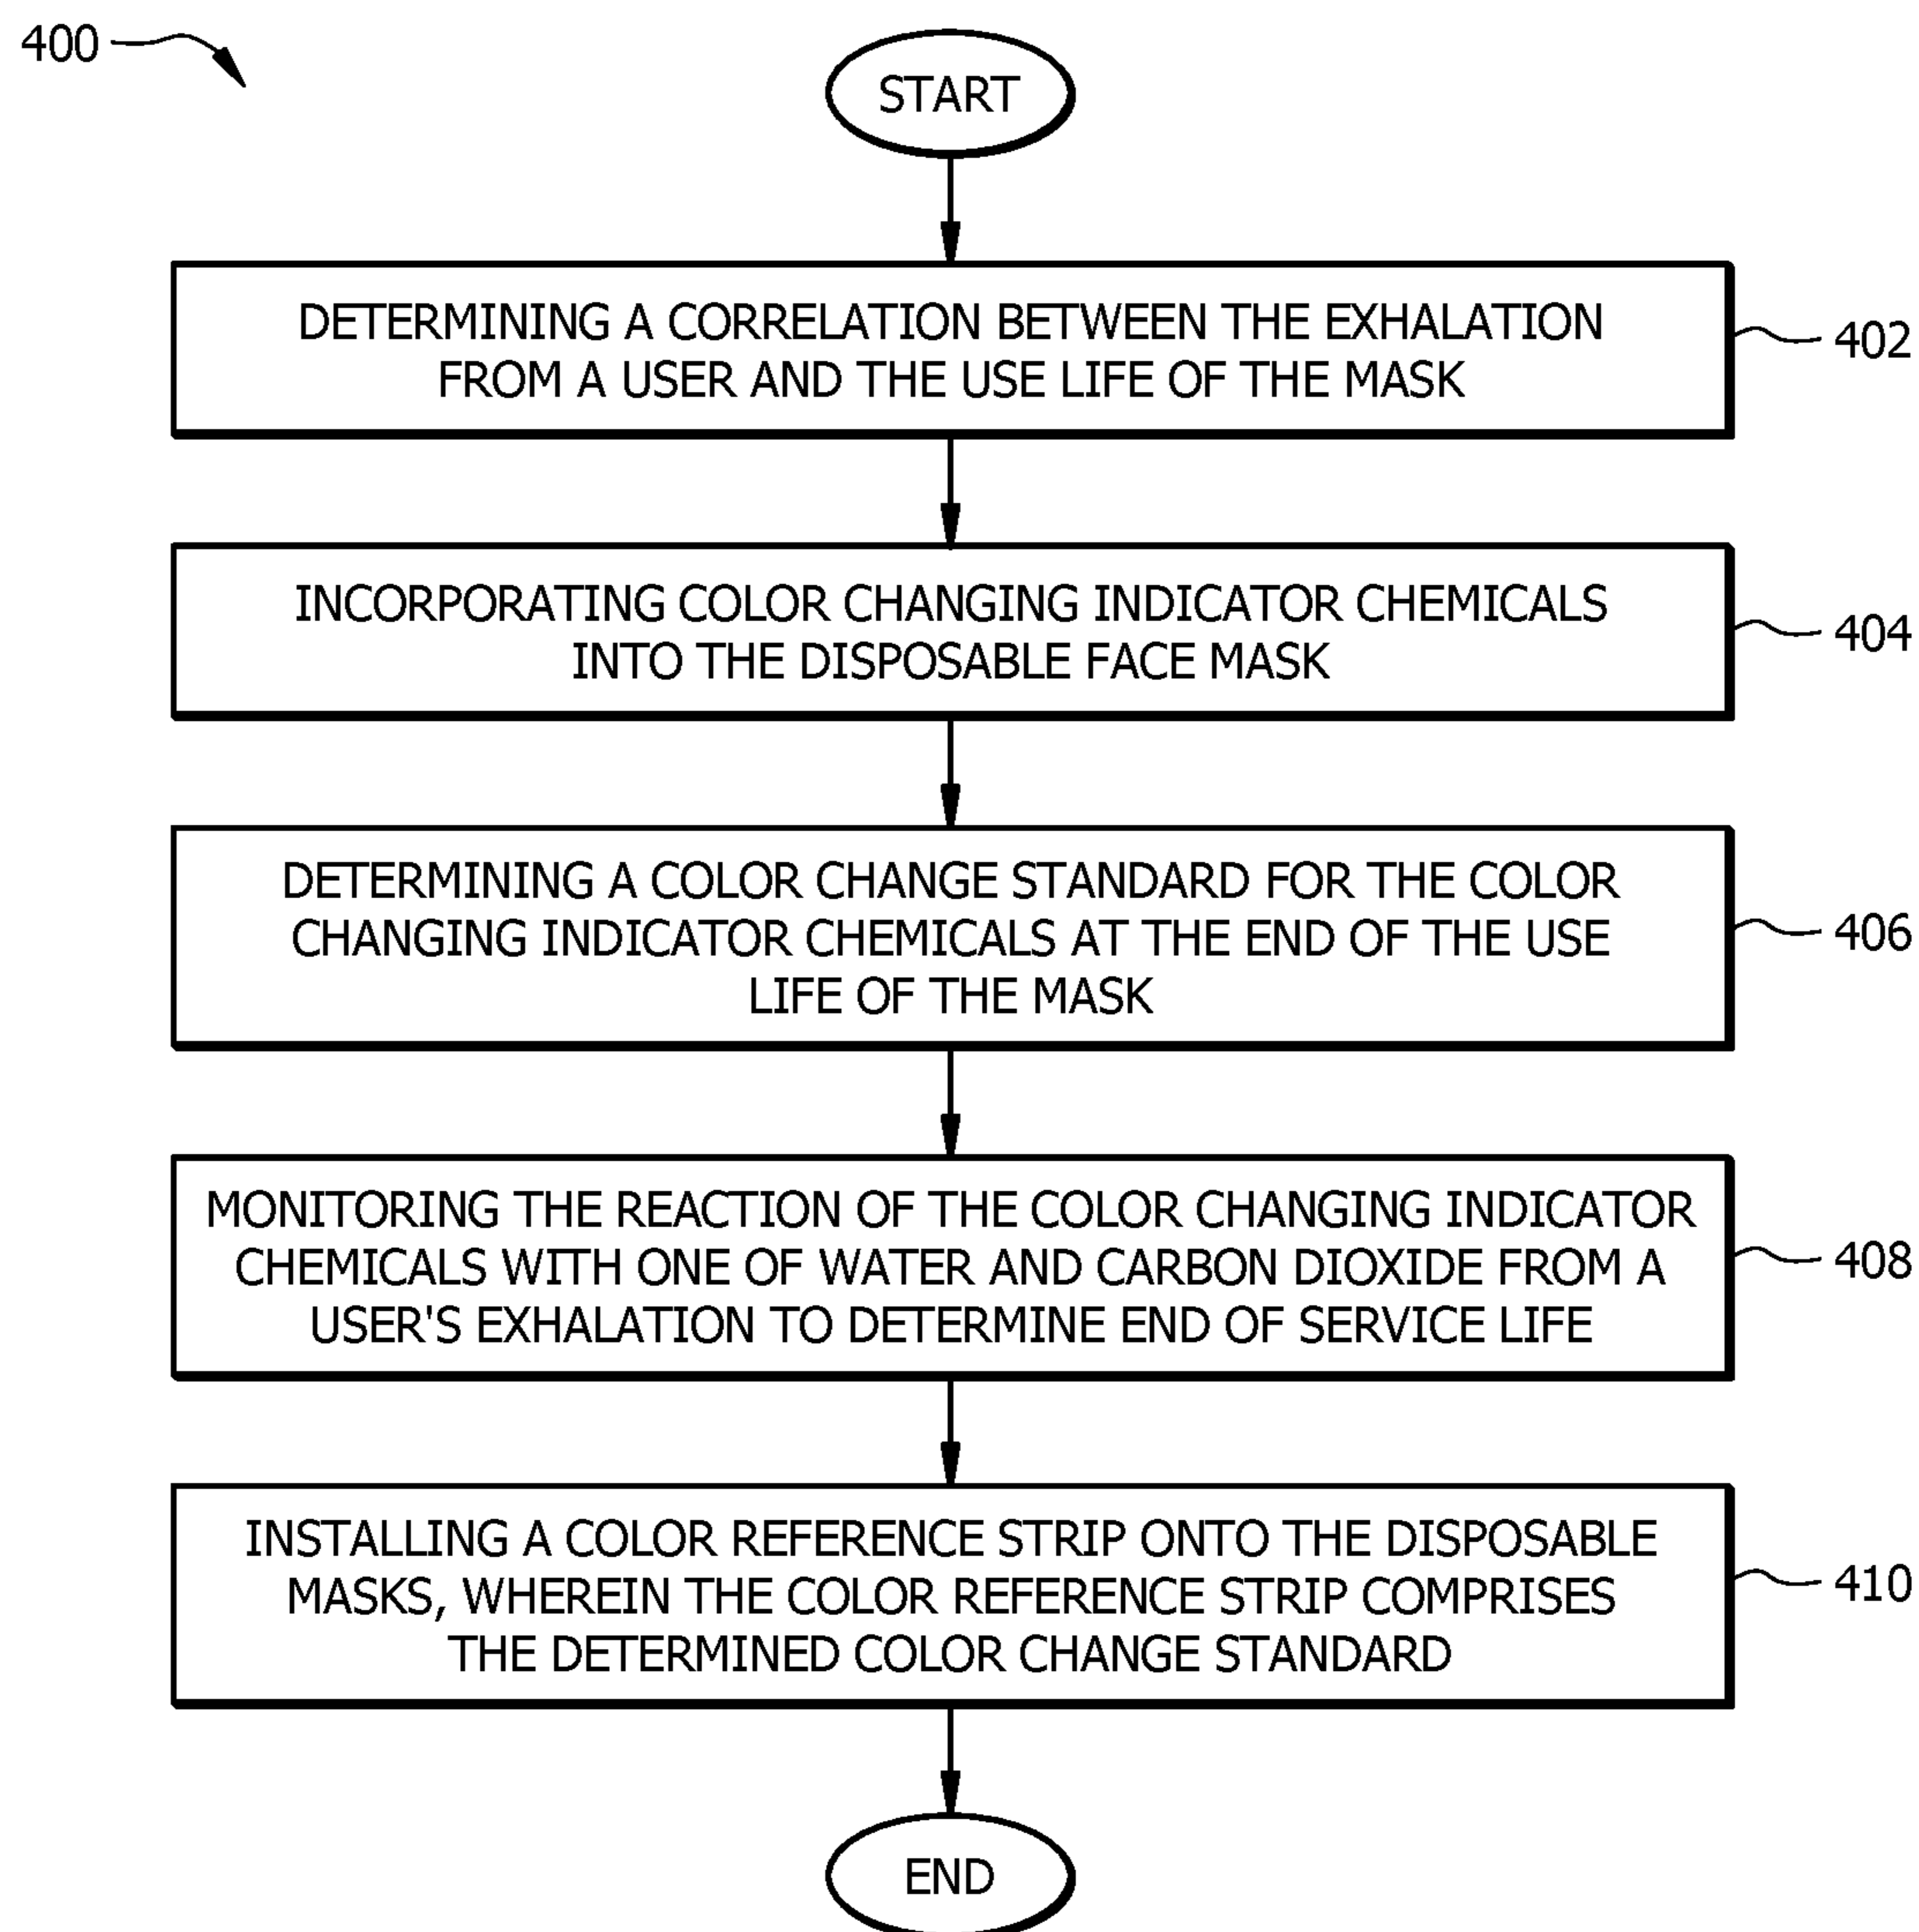 400
START
DETERMINING A CORRELATION BETWEEN THE EXHALATION
FROM A USER AND THE USE LIFE OF THE MASK
402
INCORPORATING COLOR CHANGING INDICATOR CHEMICALS
INTO THE DISPOSABLE FACE MASK
404
DETERMINING A COLOR CHANGE STANDARD FOR THE COLOR
CHANGING INDICATOR CHEMICALS AT THE END OF THE USE
LIFE OF THE MASK
406
MONITORING THE REACTION OF THE COLOR CHANGING INDICATOR
CHEMICALS WITH ONE OF WATER AND CARBON DIOXIDE FROM A
USER'S EXHALATION TO DETERMINE END OF SERVICE LIFE
408
INSTALLING A COLOR REFERENCE STRIP ONTO THE DISPOSABLE
MASKS, WHEREIN THE COLOR REFERENCE STRIP COMPRISES
THE DETERMINED COLOR CHANGE STANDARD
410
END